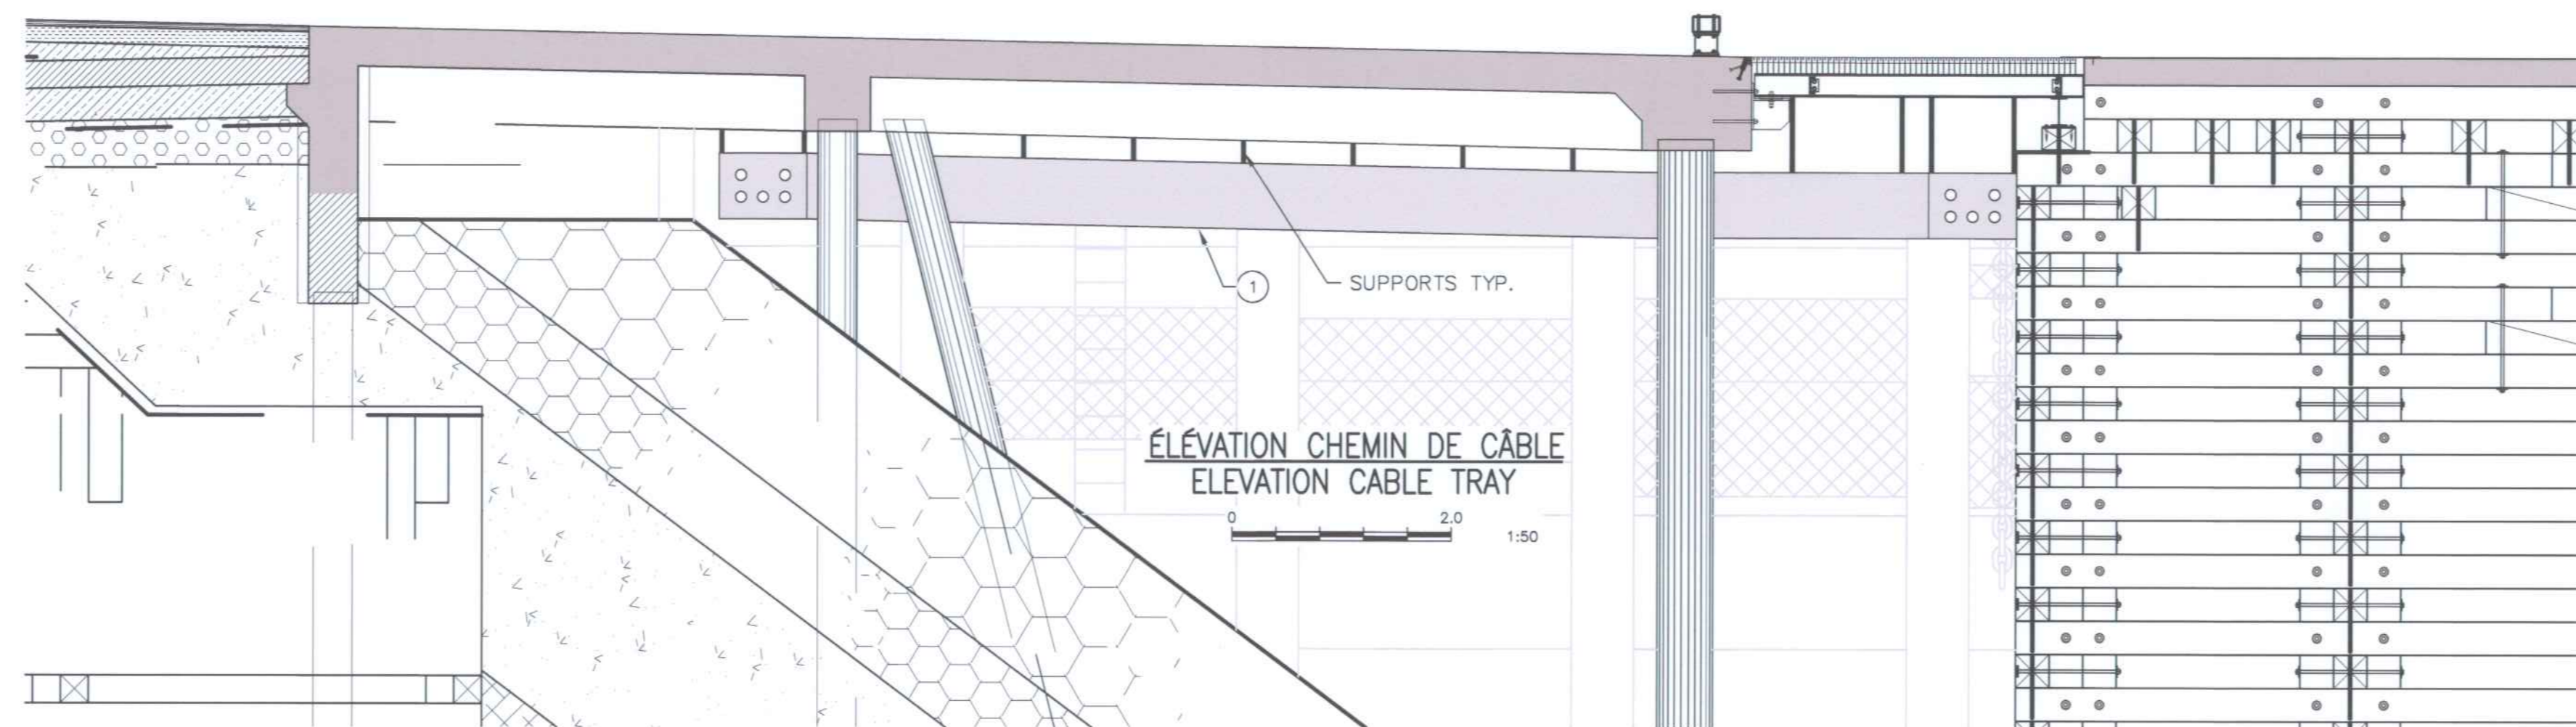 SUPPORTS TYP.
1
ÉLÉVATION CHEMIN DE CÂBLE
ELEVATION CABLE TRAY
0 2.0
1:50